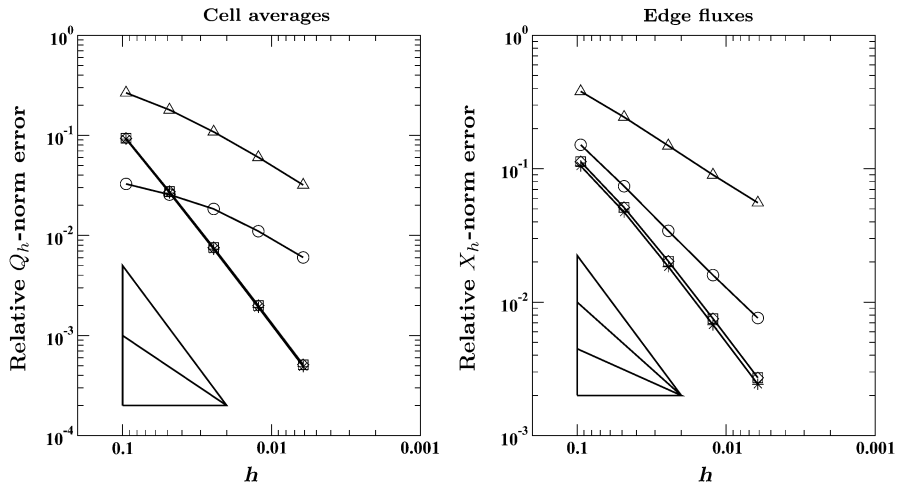 Cell averages
10^0
10^-1
10^-2
10^-3
10^-4
Relative Q_h-norm error
0.1
0.01
0.001
h
Edge fluxes
10^0
10^-1
10^-2
10^-3
Relative X_h-norm error
0.1
0.01
0.001
h